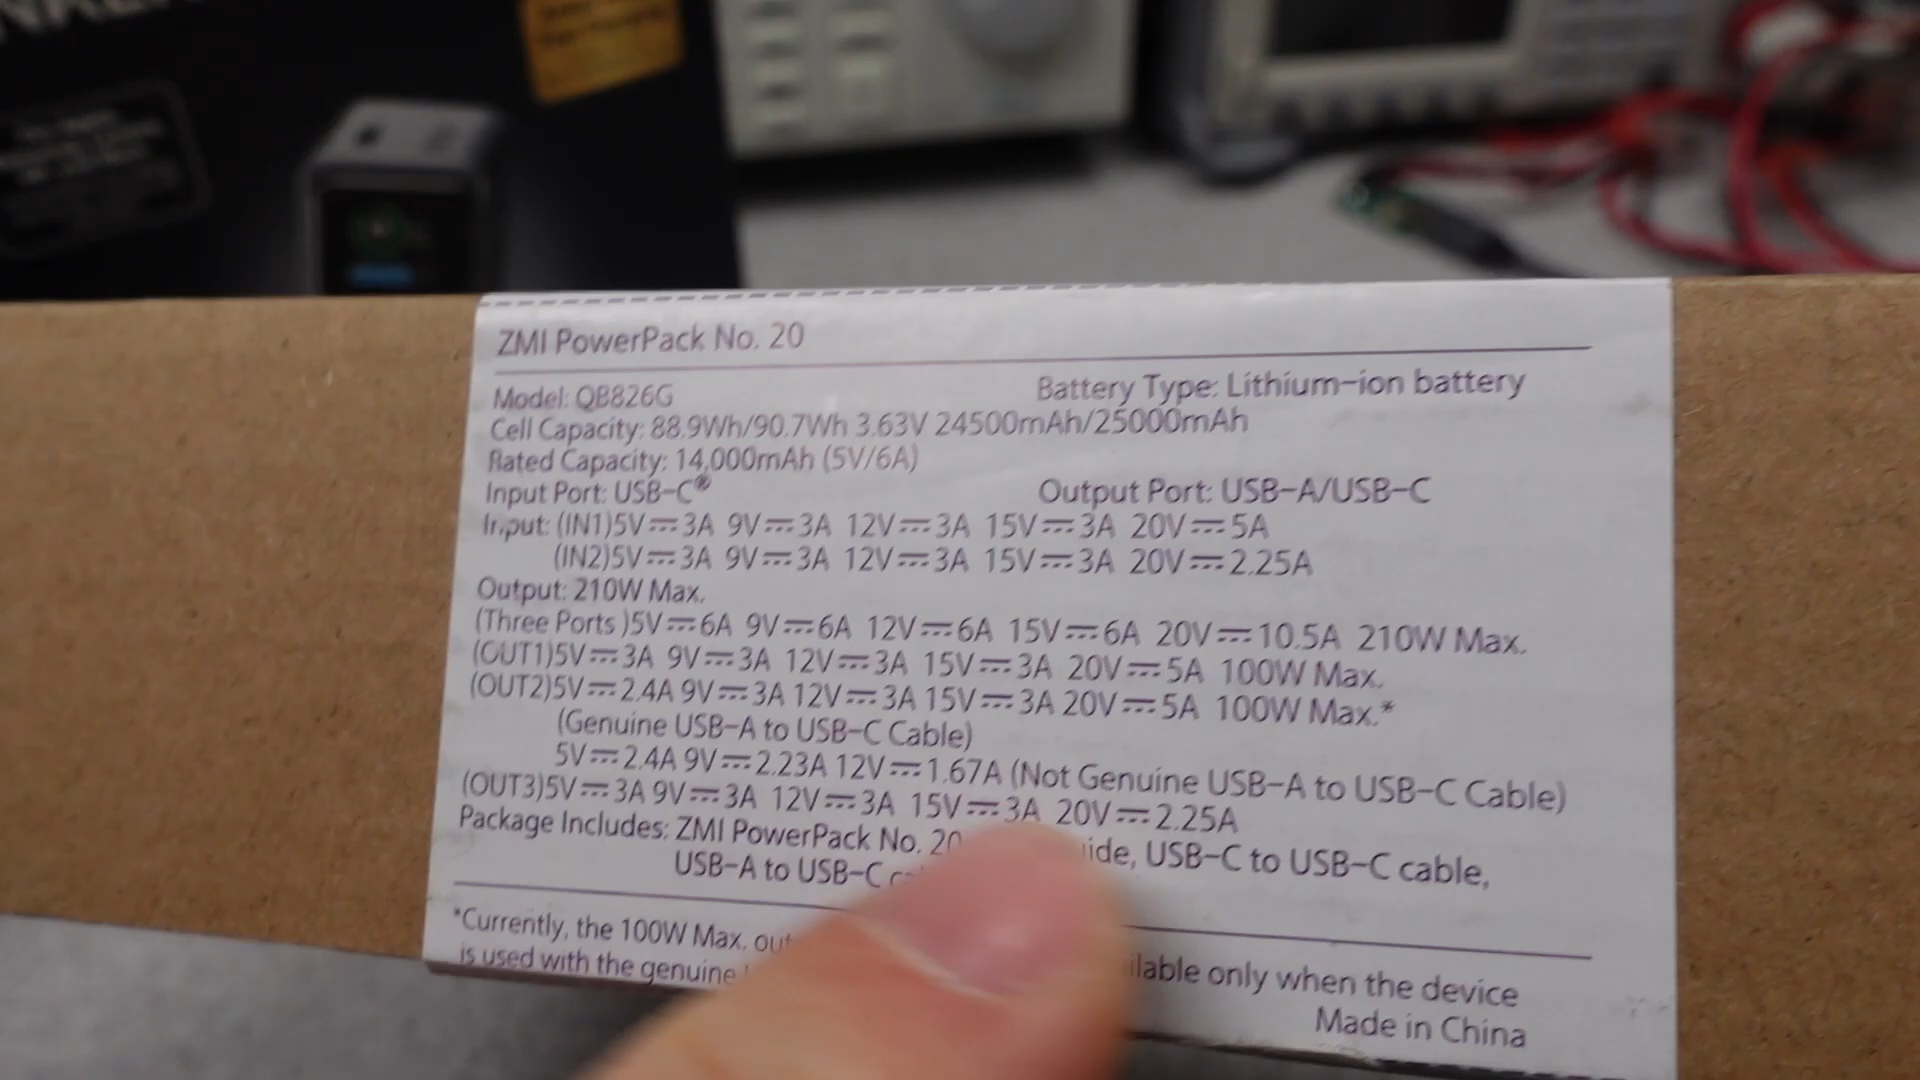 ZMI PowerPack No. 20
Model: QB826G
Battery Type: Lithium-ion battery
Cell Capacity: 88.9Wh/90.7Wh 3.63V 24500mAh/25000mAh
Rated Capacity: 14,000mAh (5V/6A)
Input Port: USB-C®
Output Port: USB-A/USB-C
Input: (IN1)5V⎓3A 9V⎓3A 12V⎓3A 15V⎓3A 20V⎓5A
(IN2)5V⎓3A 9V⎓3A 12V⎓3A 15V⎓3A 20V⎓2.25A
Output: 210W Max.
(Three Ports )5V⎓6A 9V⎓6A 12V⎓6A 15V⎓6A 20V⎓10.5A 210W Max.
(OUT1)5V⎓3A 9V⎓3A 12V⎓3A 15V⎓3A 20V⎓5A 100W Max.
(OUT2)5V⎓2.4A 9V⎓3A 12V⎓3A 15V⎓3A 20V⎓5A 100W Max.*
(Genuine USB-A to USB-C Cable)
5V⎓2.4A 9V⎓2.23A 12V⎓1.67A (Not Genuine USB-A to USB-C Cable)
(OUT3)5V⎓3A 9V⎓3A 12V⎓3A 15V⎓3A 20V⎓2.25A
Package Includes: ZMI PowerPack No. 20 USB-C to USB-C cable,
USB-A to USB-C
*Currently, the 100W Max. only when the device
is used with the genuine
Made in China